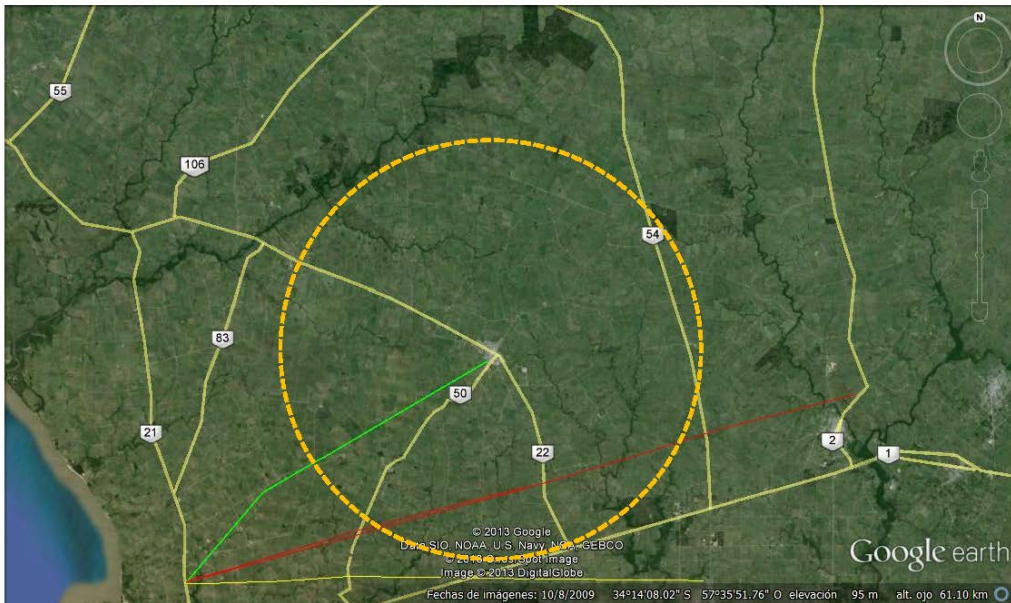 N
55
106
54
83
50
21
22
2
1
© 2013 Google
Data SIO, NOAA, U.S. Navy, NGA, GEBCO
© 2013 Cnes/Spot Image
Image © 2013 DigitalGlobe
Google earth
Fechas de imágenes: 10/8/2009 34°14'08.02" S 57°35'51.76" O elevación 95 m alt. ojo 61.10 km